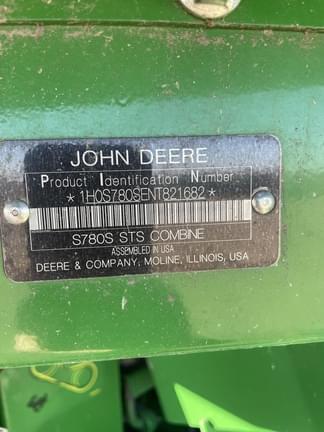 JOHN DEERE
Product Identification Number
*1H0S780SENT821682*
S780S STS COMBINE
ASSEMBLED IN USA
DEERE & COMPANY, MOLINE, ILLINOIS, USA